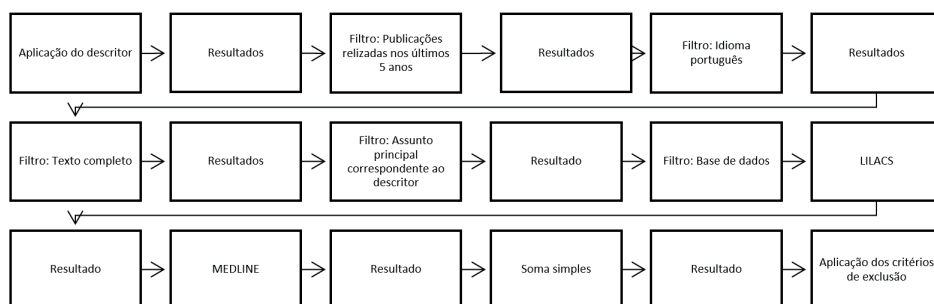 Aplicação do descritor
Resultados
Filtro: Publicações
relizadas nos últimos
5 anos
Resultados
Filtro: Idioma
português
Resultados
Filtro: Texto completo
Resultados
Filtro: Assunto
principal
correspondente ao
descritor
Resultado
Filtro: Base de dados
LILACS
Resultado
MEDLINE
Resultado
Soma simples
Resultado
Aplicação dos critérios
de exclusão